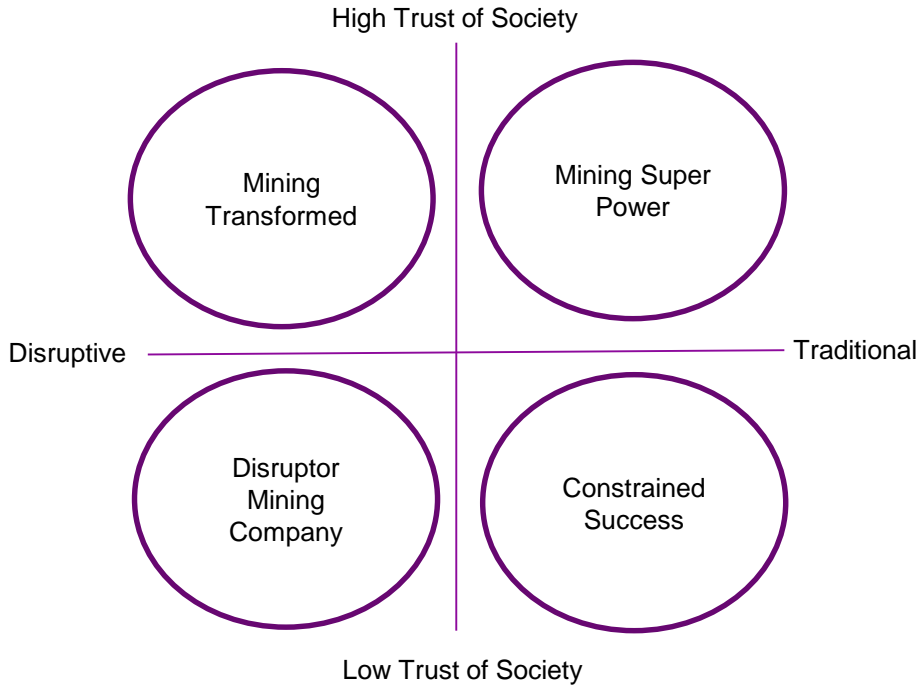 High Trust of Society
Mining
Transformed
Mining Super
Power
Disruptive
Traditional
Disruptor
Mining
Company
Constrained
Success
Low Trust of Society